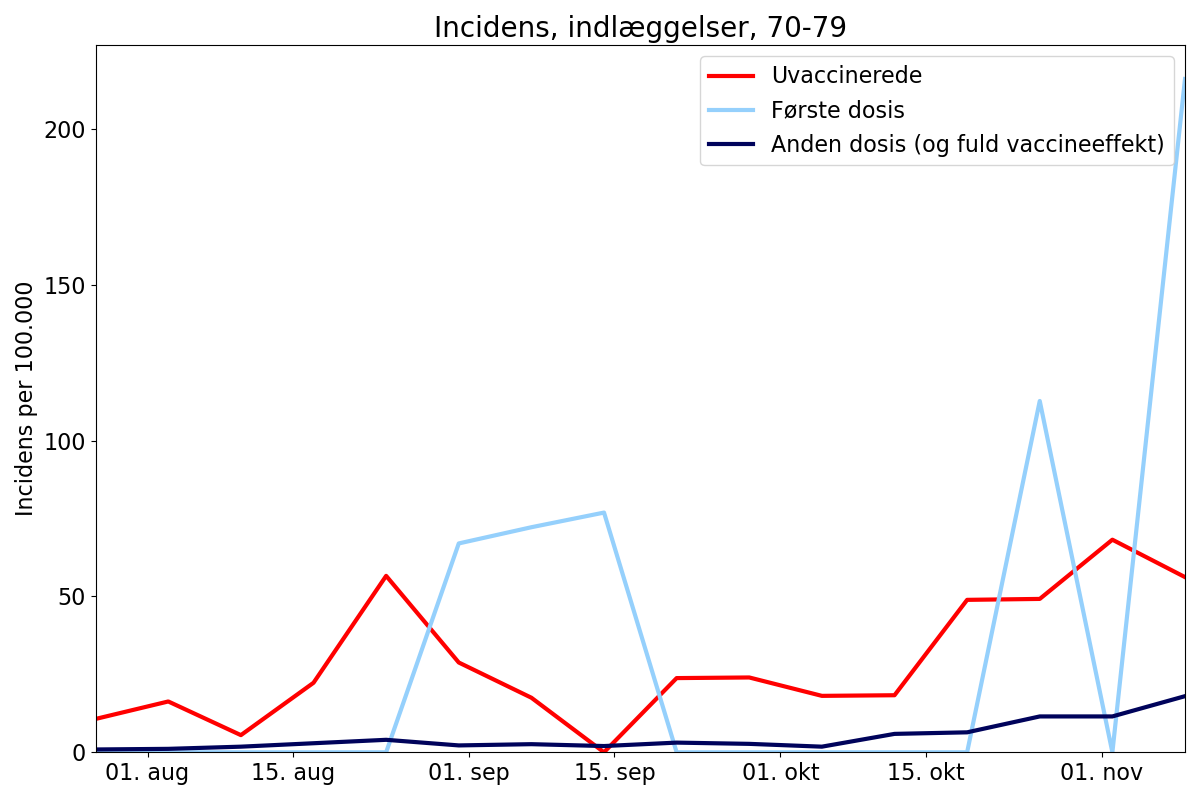 Incidens, indlæggelser, 70-79
Uvaccinerede
Første dosis
Anden dosis (og fuld vaccineeffekt)
Incidens per 100.000
200
150
100
50
0
01. aug
15. aug
01. sep
15. sep
01. okt
15. okt
01. nov